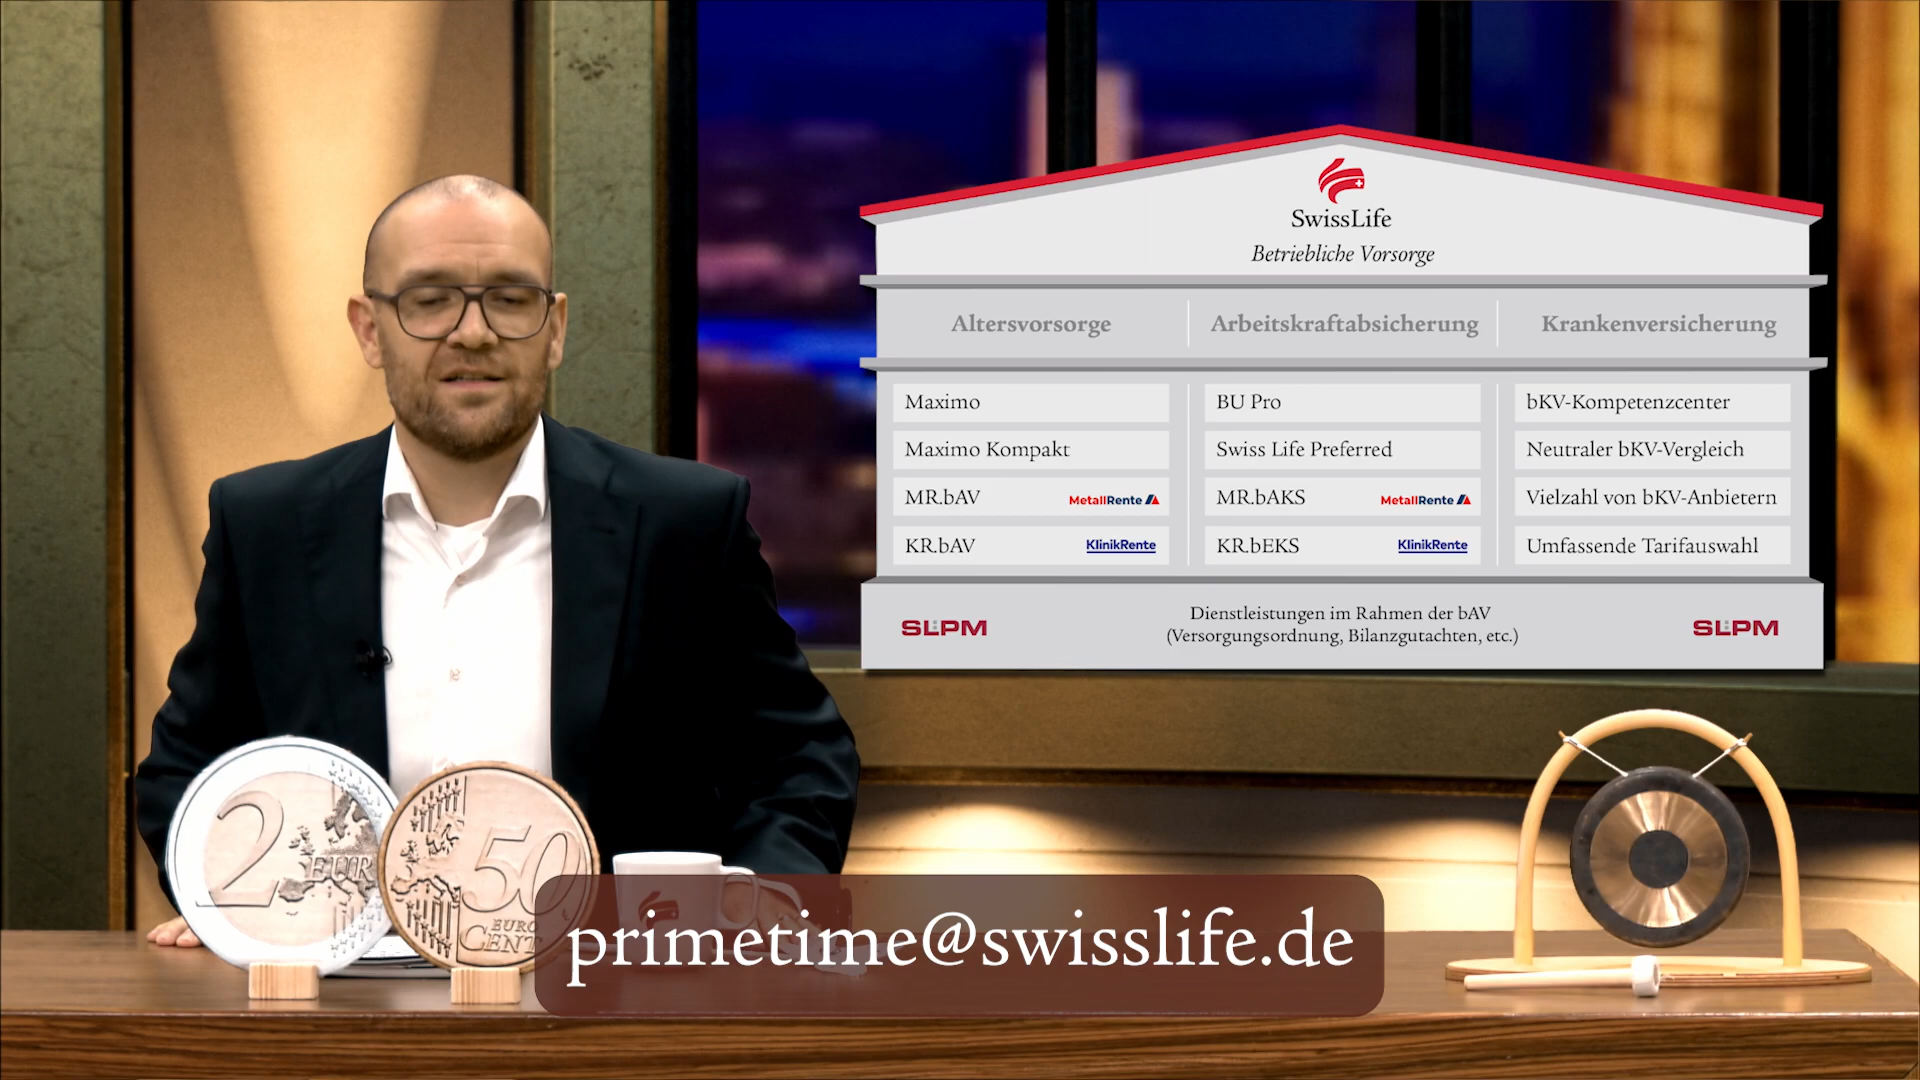 SwissLife
Betriebliche Vorsorge
Altersvorsorge
Arbeitskraftabsicherung
Krankenversicherung
Maximo
Maximo Kompakt
MR.bAV MetallRente
KR.bAV KlinikRente
BU Pro
Swiss Life Preferred
MR.bAKS MetallRente
KR.bEKS KlinikRente
bKV-Kompetenzcenter
Neutraler bKV-Vergleich
Vielzahl von bKV-Anbietern
Umfassende Tarifauswahl
SLPM
Dienstleistungen im Rahmen der bAV
(Versorgungsordnung, Bilanzgutachten, etc.)
SLPM
2 EUR
50
EURO
CENT
primetime@swisslife.de